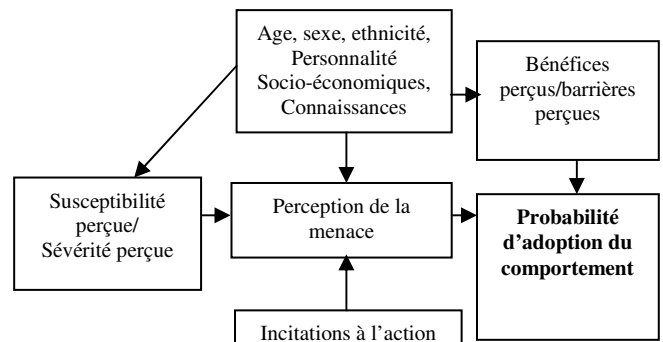 Age, sexe, ethnicité,
Personnalité
Socio-économiques,
Connaissances
Bénéfices
perçus/barrières
perçues
Susceptibilité
perçue/
Sévérité perçue
Perception de la
menace
Probabilité
d’adoption du
comportement
Incitations à l’action